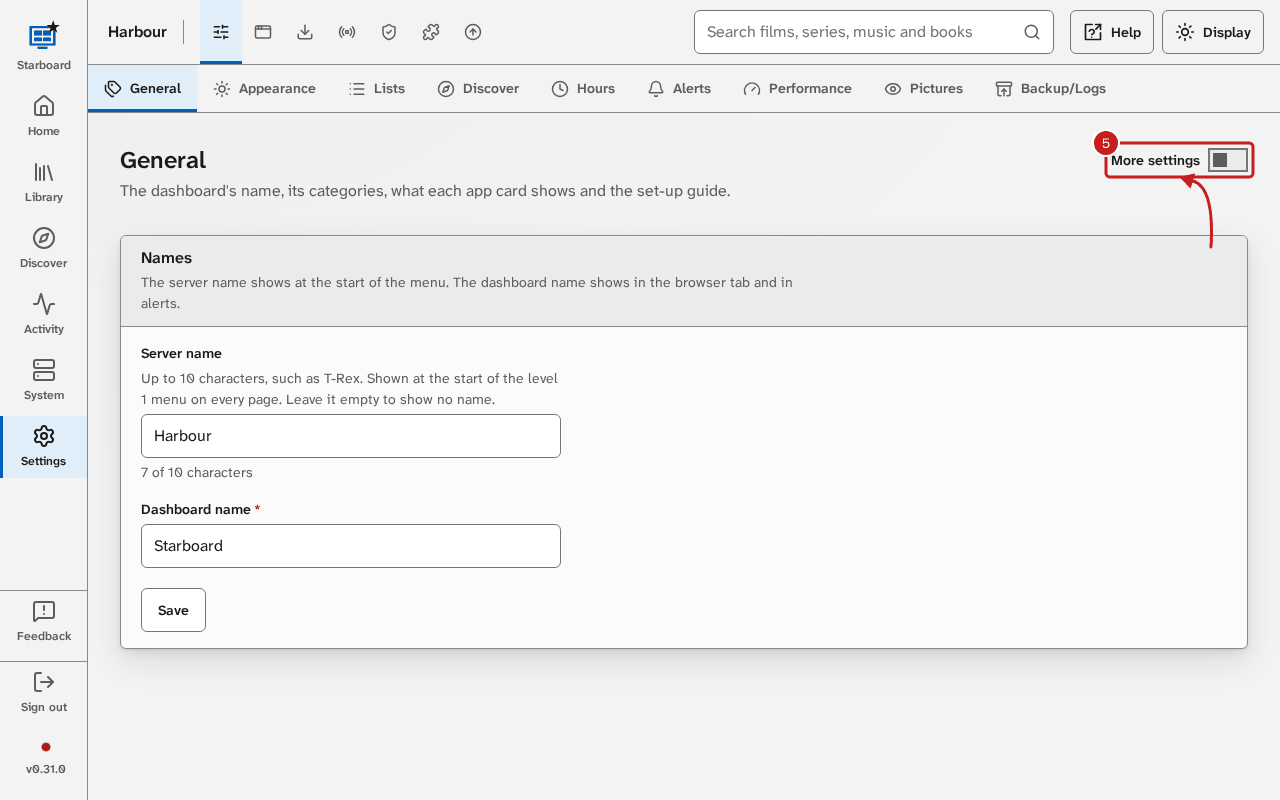 Starboard
Home
Library
Discover
Activity
System
Settings
Feedback
Sign out
v0.31.0
Harbour
Search films, series, music and books
Help
Display
General
Appearance
Lists
Discover
Hours
Alerts
Performance
Pictures
Backup/Logs
General
The dashboard's name, its categories, what each app card shows and the set-up guide.
5
More settings
Names
The server name shows at the start of the menu. The dashboard name shows in the browser tab and in
alerts.
Server name
Up to 10 characters, such as T-Rex. Shown at the start of the level
1 menu on every page. Leave it empty to show no name.
Harbour
7 of 10 characters
Dashboard name *
Starboard
Save